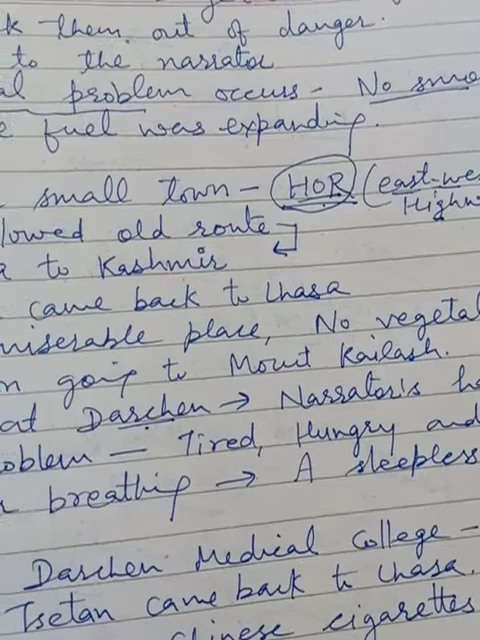 k them out of danger.
to the narrator
al problem occurs - No smo
e fuel was expanding.
small town - HOR (east-we
Highw
lowed old route
a to Kashmir
came back to Lhasa
miserable place, No vegetal
n going to Mount Kailash.
at Darchen → Narrator's h
oblem - Tired, Hungry and
breathing → A sleepless
Darchen Medical College -
Tsetan came back to Lhasa.
chinese cigarettes